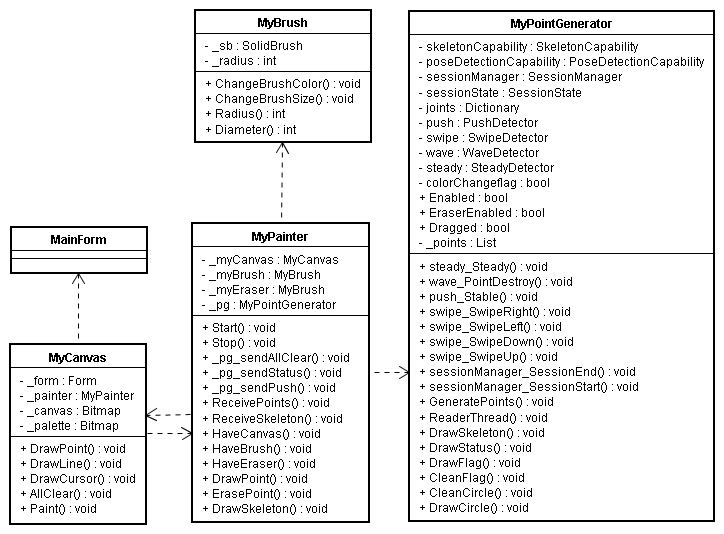 MyBrush
- _sb : SolidBrush
- _radius : int
+ ChangeBrushColor() : void
+ ChangeBrushSize() : void
+ Radius() : int
+ Diameter() : int
MyPointGenerator
- skeletonCapability : SkeletonCapability
- poseDetectionCapability : PoseDetectionCapability
- sessionManager : SessionManager
- sessionState : SessionState
- joints : Dictionary
- push : PushDetector
- swipe : SwipeDetector
- wave : WaveDetector
- steady : SteadyDetector
- colorChangeflag : bool
+ Enabled : bool
+ EraserEnabled : bool
+ Dragged : bool
- _points : List
+ steady_Steady() : void
+ wave_PointDestroy() : void
+ push_Stable() : void
+ swipe_SwipeRight() : void
+ swipe_SwipeLeft() : void
+ swipe_SwipeDown() : void
+ swipe_SwipeUp() : void
+ sessionManager_SessionEnd() : void
+ sessionManager_SessionStart() : void
+ GeneratePoints() : void
+ ReaderThread() : void
+ DrawSkeleton() : void
+ DrawStatus() : void
+ DrawFlag() : void
+ CleanFlag() : void
+ CleanCircle() : void
+ DrawCircle() : void
MainForm
MyPainter
- _myCanvas : MyCanvas
- _myBrush : MyBrush
- _myEraser : MyBrush
- _pg : MyPointGenerator
+ Start() : void
+ Stop() : void
+ _pg_sendAllClear() : void
+ _pg_sendStatus() : void
+ _pg_sendPush() : void
+ ReceivePoints() : void
+ ReceiveSkeleton() : void
+ HaveCanvas() : void
+ HaveBrush() : void
+ HaveEraser() : void
+ DrawPoint() : void
+ ErasePoint() : void
+ DrawSkeleton() : void
MyCanvas
- _form : Form
- _painter : MyPainter
- _canvas : Bitmap
- _palette : Bitmap
+ DrawPoint() : void
+ DrawLine() : void
+ DrawCursor() : void
+ AllClear() : void
+ Paint() : void